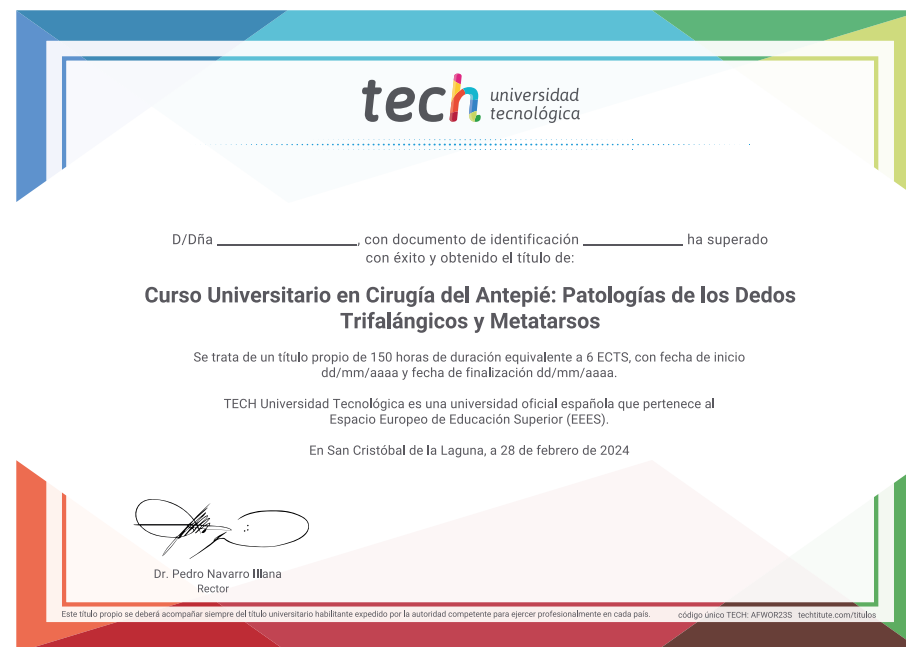 tech universidad
tecnológica
D/Dña ______________, con documento de identificación __________ ha superado
con éxito y obtenido el título de:
Curso Universitario en Cirugía del Antepié: Patologías de los Dedos
Trifalángicos y Metatarsos
Se trata de un título propio de 150 horas de duración equivalente a 6 ECTS, con fecha de inicio
dd/mm/aaaa y fecha de finalización dd/mm/aaaa.
TECH Universidad Tecnológica es una universidad oficial española que pertenece al
Espacio Europeo de Educación Superior (EEES).
En San Cristóbal de la Laguna, a 28 de febrero de 2024
Dr. Pedro Navarro Illana
Rector
Este título propio se deberá acompañar siempre del título universitario habilitante expedido por la autoridad competente para ejercer profesionalmente en cada país. código único TECH: AFWOR23S techtitute.com/titulos